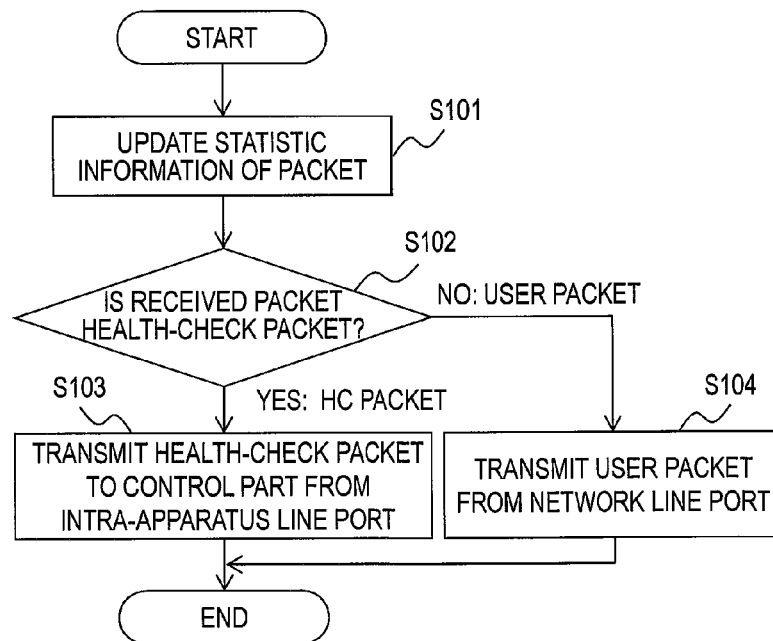 START
S101
UPDATE STATISTIC
INFORMATION OF PACKET
S102
IS RECEIVED PACKET
HEALTH-CHECK PACKET?
NO: USER PACKET
YES: HC PACKET
S103
TRANSMIT HEALTH-CHECK PACKET
TO CONTROL PART FROM
INTRA-APPARATUS LINE PORT
S104
TRANSMIT USER PACKET
FROM NETWORK LINE PORT
END